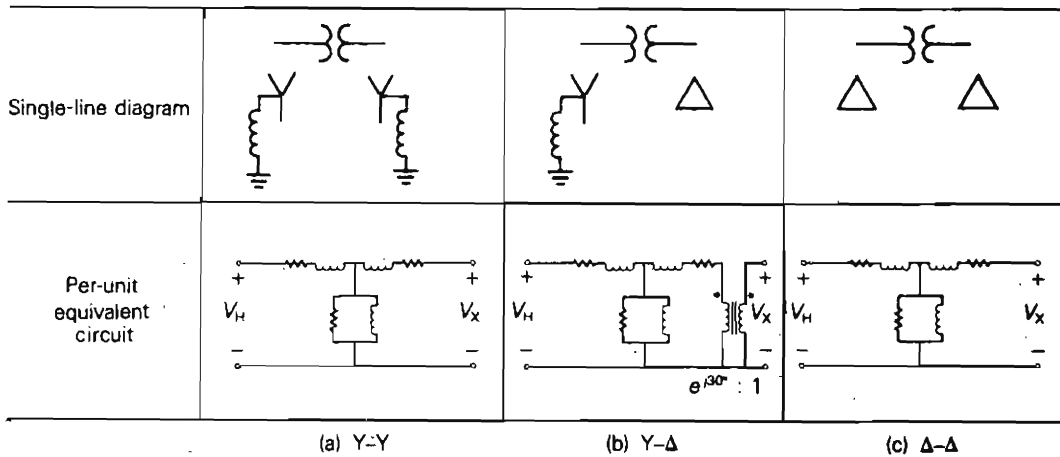 Single-line diagram
Per-unit
equivalent
circuit
+
V_H
−
+
V_X
−
+
V_H
−
+
V_X
−
e^{j30°} : 1
+
V_H
−
+
V_X
−
(a) Y–Y
(b) Y–Δ
(c) Δ–Δ